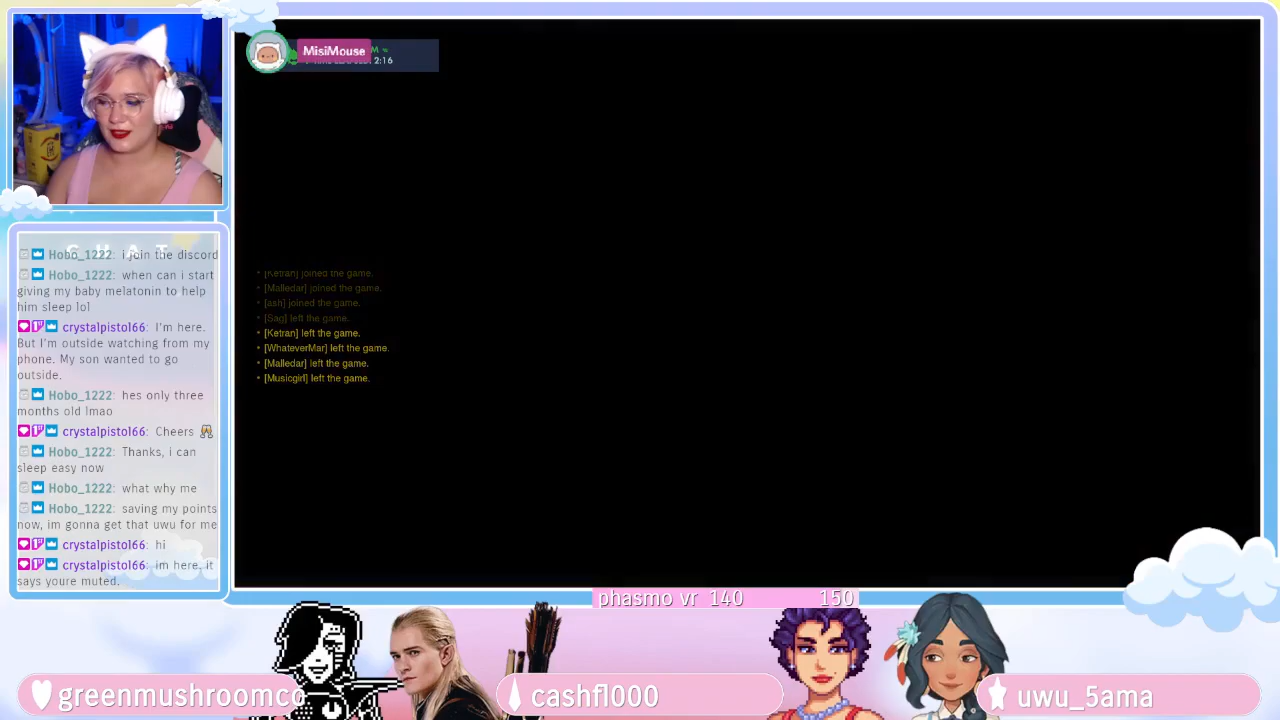 MisiMouse
2:16
CHAT
Hobo_1222: i join the discord
Hobo_1222: when can i start
giving my baby melatonin to help
him sleep lol
crystalpistol66: I'm here.
But I'm outside watching from my
phone. My son wanted to go
outside.
Hobo_1222: hes only three
months old lmao
crystalpistol66: Cheers
Hobo_1222: Thanks, i can
sleep easy now
Hobo_1222: what why me
Hobo_1222: saving my points
now, im gonna get that uwu for me
crystalpistol66: hi
crystalpistol66: im here. it
says youre muted.
* [Ketran] joined the game.
* [Malledar] joined the game.
* [ash] joined the game.
* [Sag] left the game.
* [Ketran] left the game.
* [WhateverMar] left the game.
* [Malledar] left the game.
* [Musicgirl] left the game.
phasmo vr 140 150
greenmushroomco
cashfl000
uwu_5ama